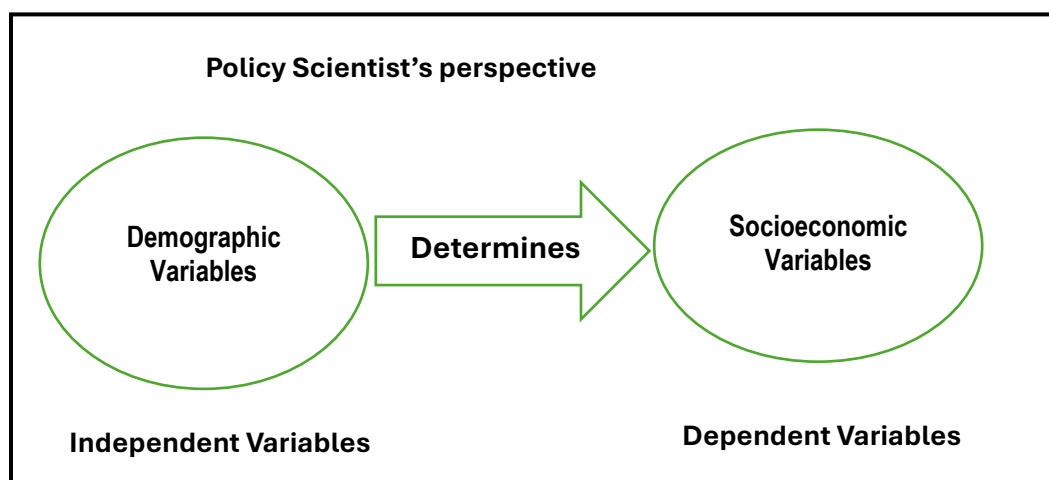 Policy Scientist’s perspective
Demographic
Variables
Determines
Socioeconomic
Variables
Independent Variables
Dependent Variables